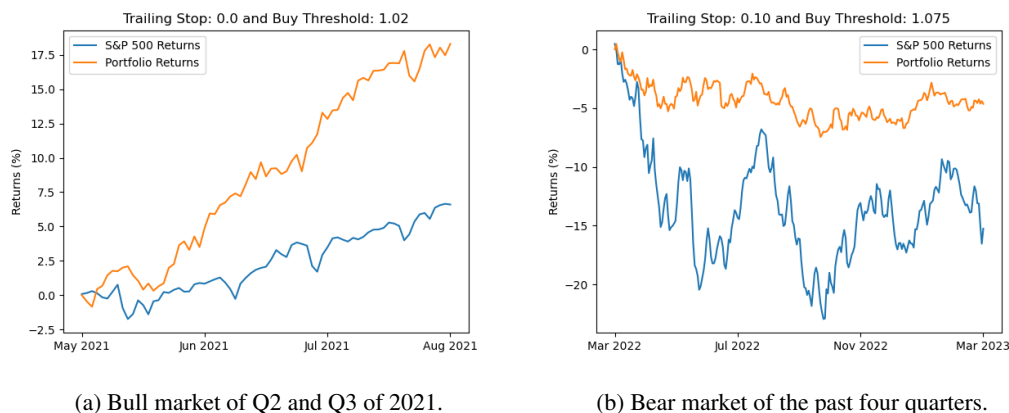 Trailing Stop: 0.0 and Buy Threshold: 1.02
S&P 500 Returns
Portfolio Returns
Returns (%)
17.5
15.0
12.5
10.0
7.5
5.0
2.5
0.0
−2.5
May 2021
Jun 2021
Jul 2021
Aug 2021
(a) Bull market of Q2 and Q3 of 2021.
Trailing Stop: 0.10 and Buy Threshold: 1.075
S&P 500 Returns
Portfolio Returns
Returns (%)
0
−5
−10
−15
−20
Mar 2022
Jul 2022
Nov 2022
Mar 2023
(b) Bear market of the past four quarters.